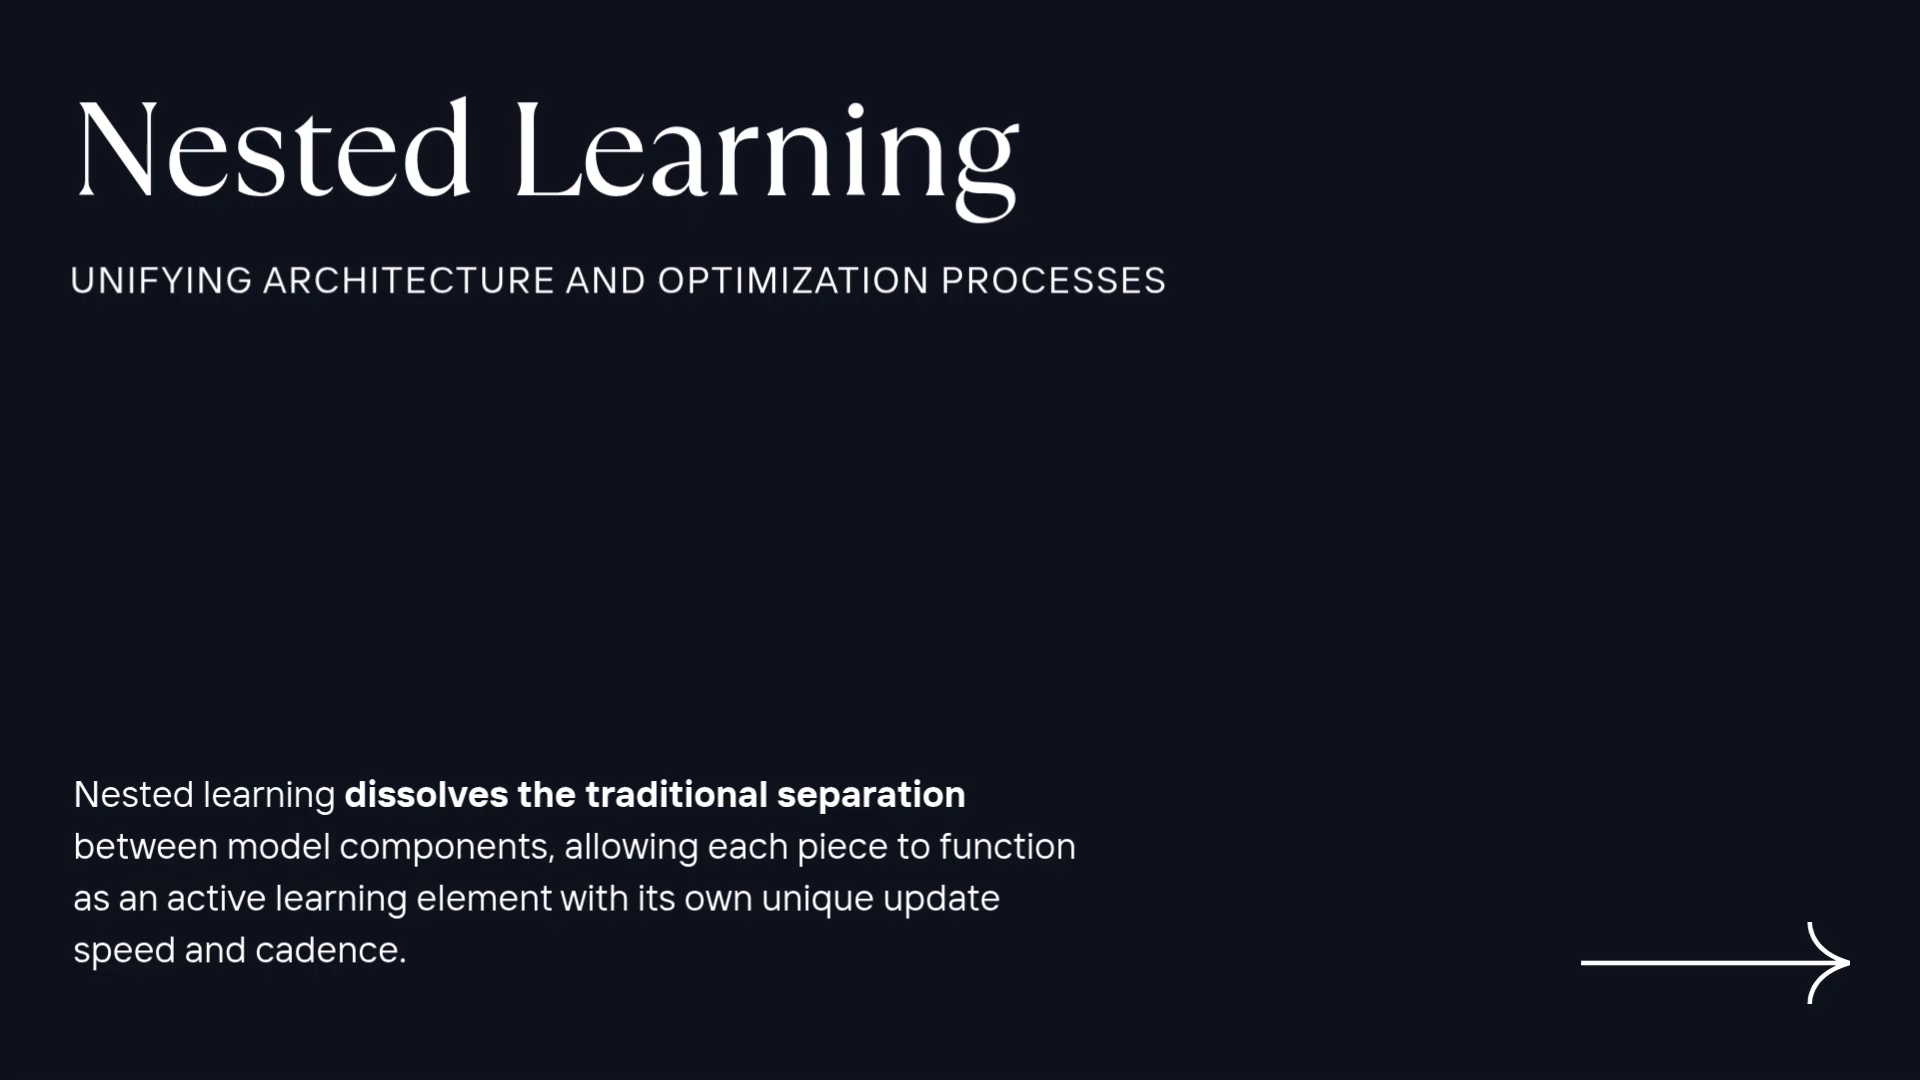 Nested Learning
UNIFYING ARCHITECTURE AND OPTIMIZATION PROCESSES
Nested learning dissolves the traditional separation
between model components, allowing each piece to function
as an active learning element with its own unique update
speed and cadence.